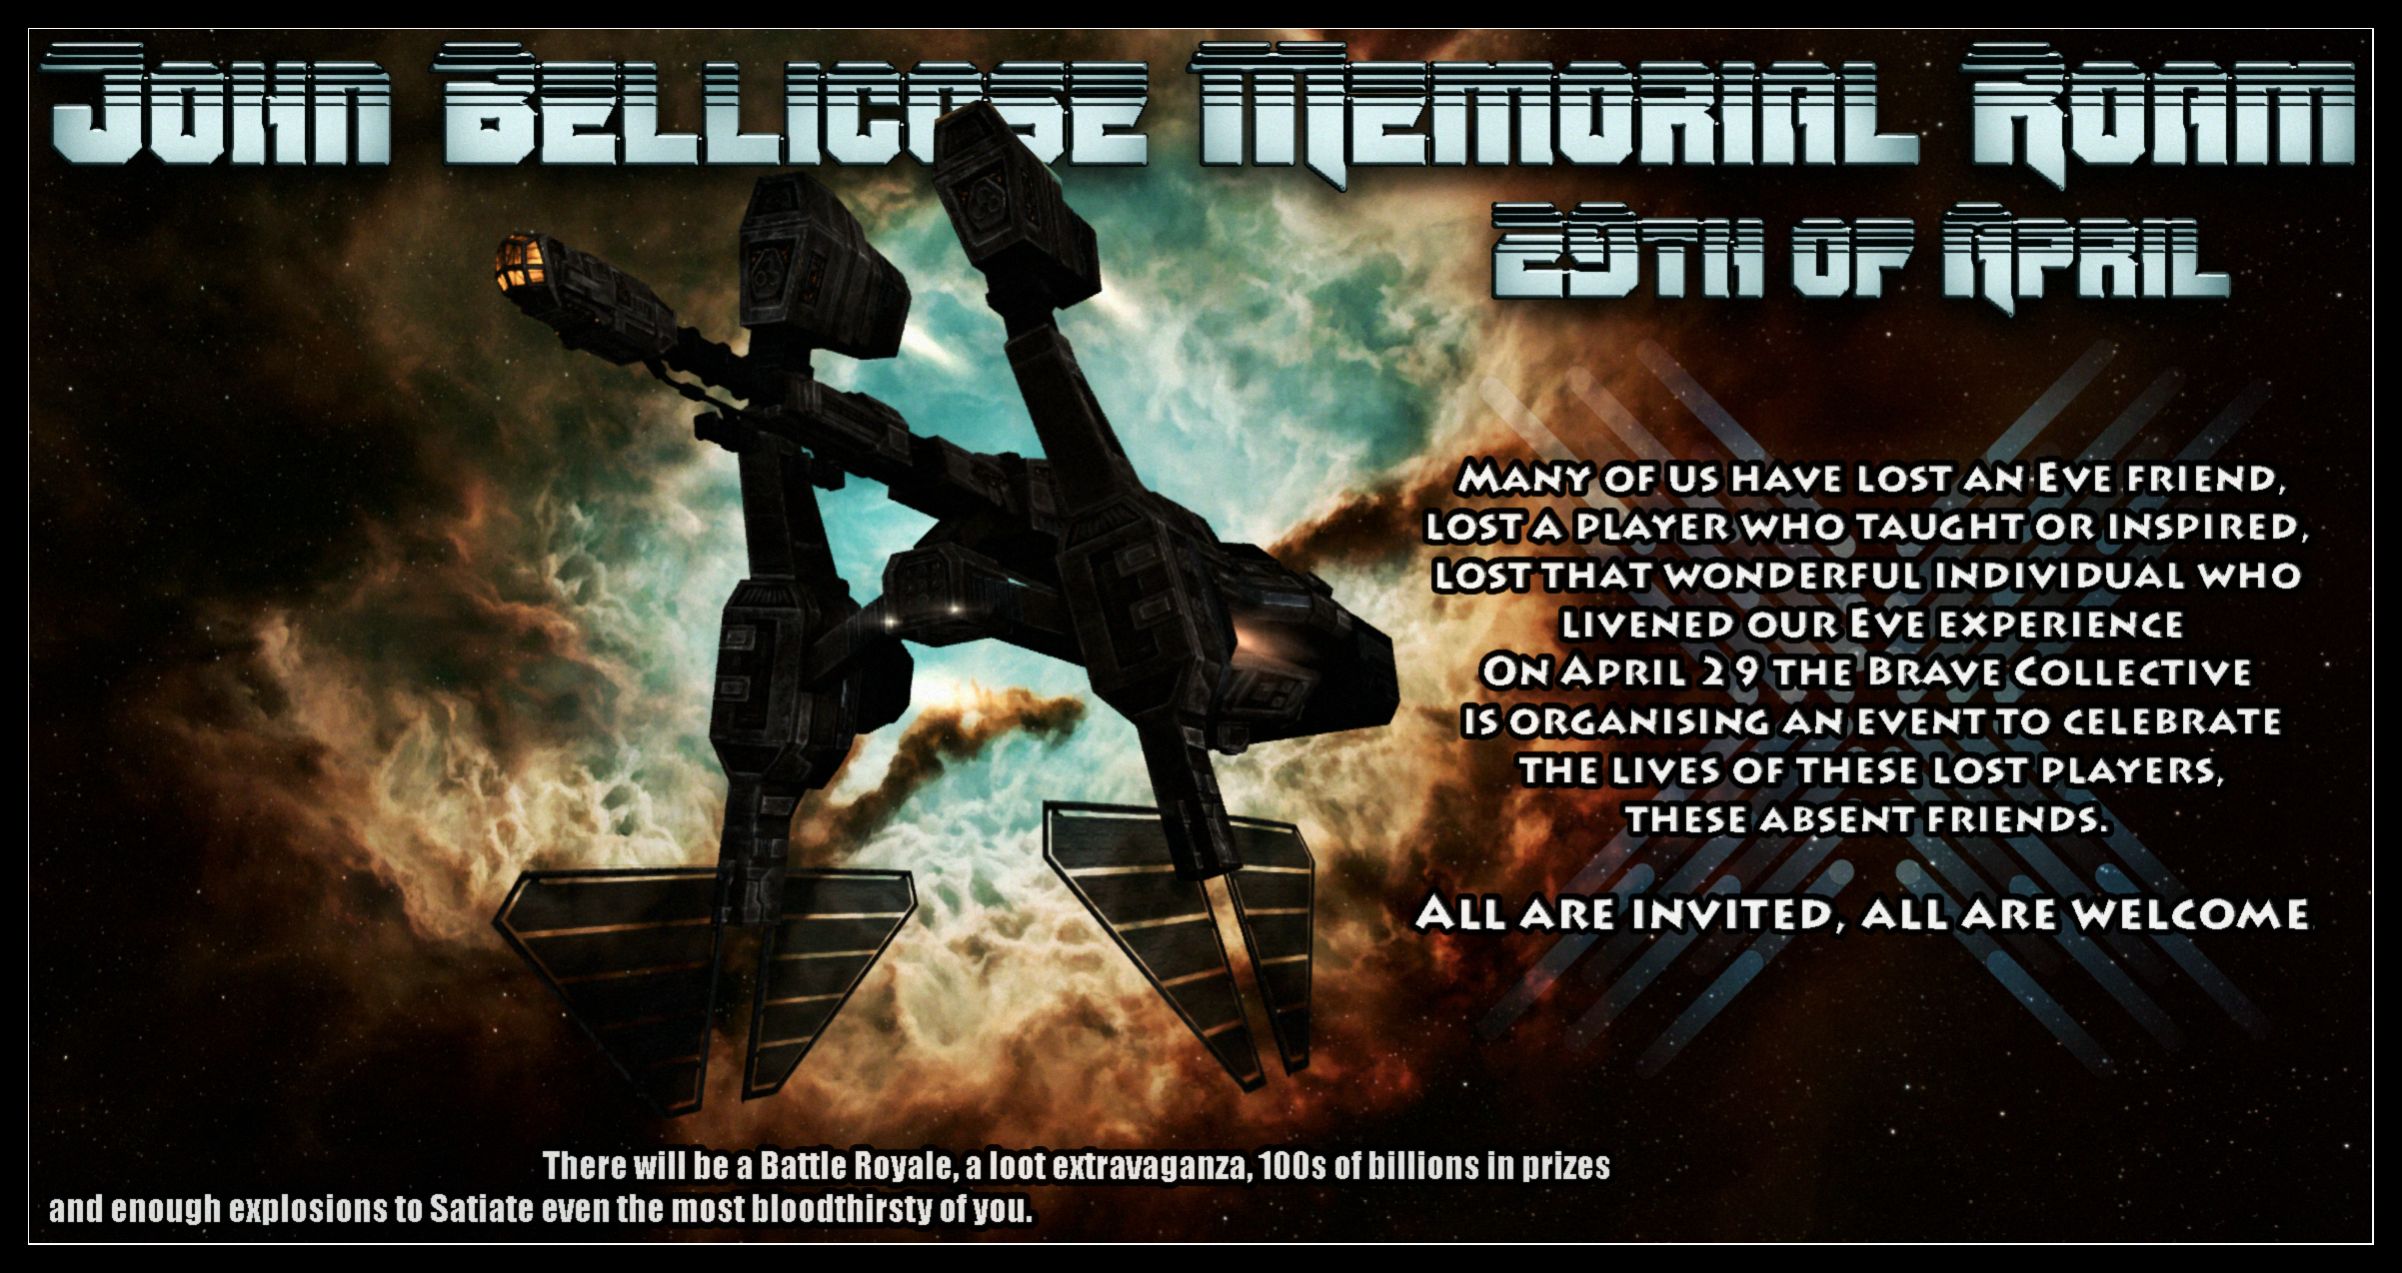 John Bellicose Memorial Roam
29th of April
Many of us have lost an Eve friend,
lost a player who taught or inspired,
lost that wonderful individual who
livened our Eve experience
On April 29 the Brave Collective
is organising an event to celebrate
the lives of these lost players,
these absent friends.
All are invited, all are welcome
There will be a Battle Royale, a loot extravaganza, 100s of billions in prizes
and enough explosions to Satiate even the most bloodthirsty of you.